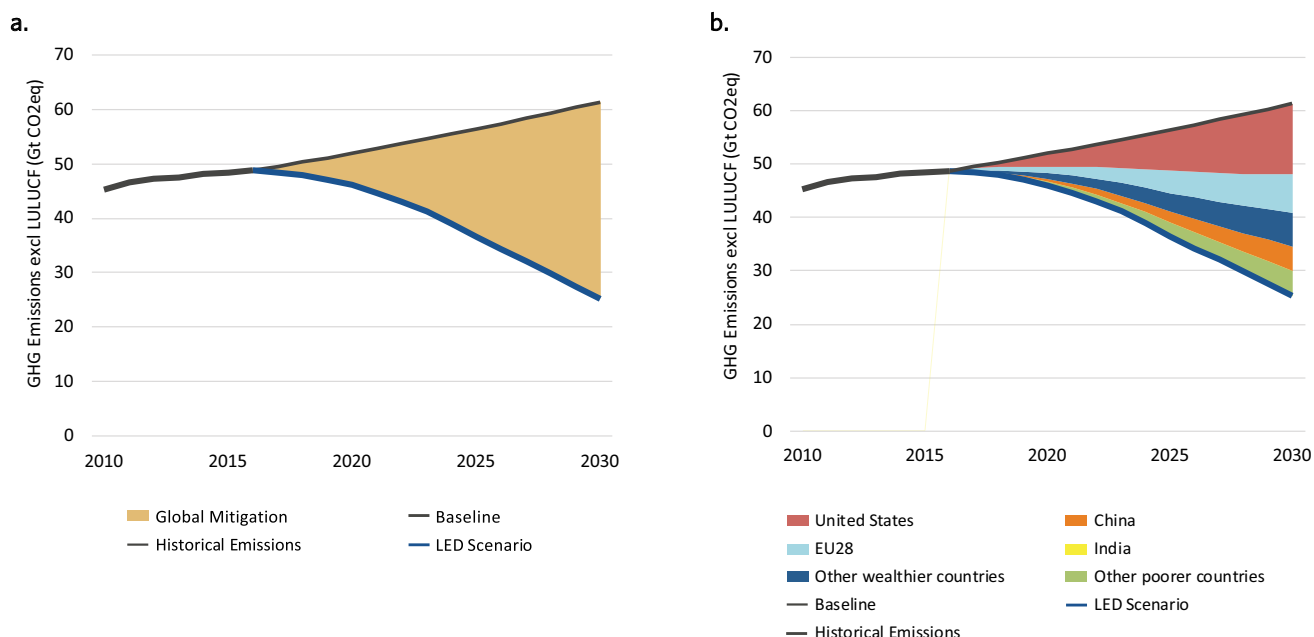 a.
GHG Emissions excl LULUCF (Gt CO2eq)
70
60
50
40
30
20
10
0
2010 2015 2020 2025 2030
Global Mitigation Baseline
Historical Emissions LED Scenario
b.
GHG Emissions excl LULUCF (Gt CO2eq)
70
60
50
40
30
20
10
0
2010 2015 2020 2025 2030
United States China
EU28 India
Other wealthier countries Other poorer countries
Baseline LED Scenario
Historical Emissions